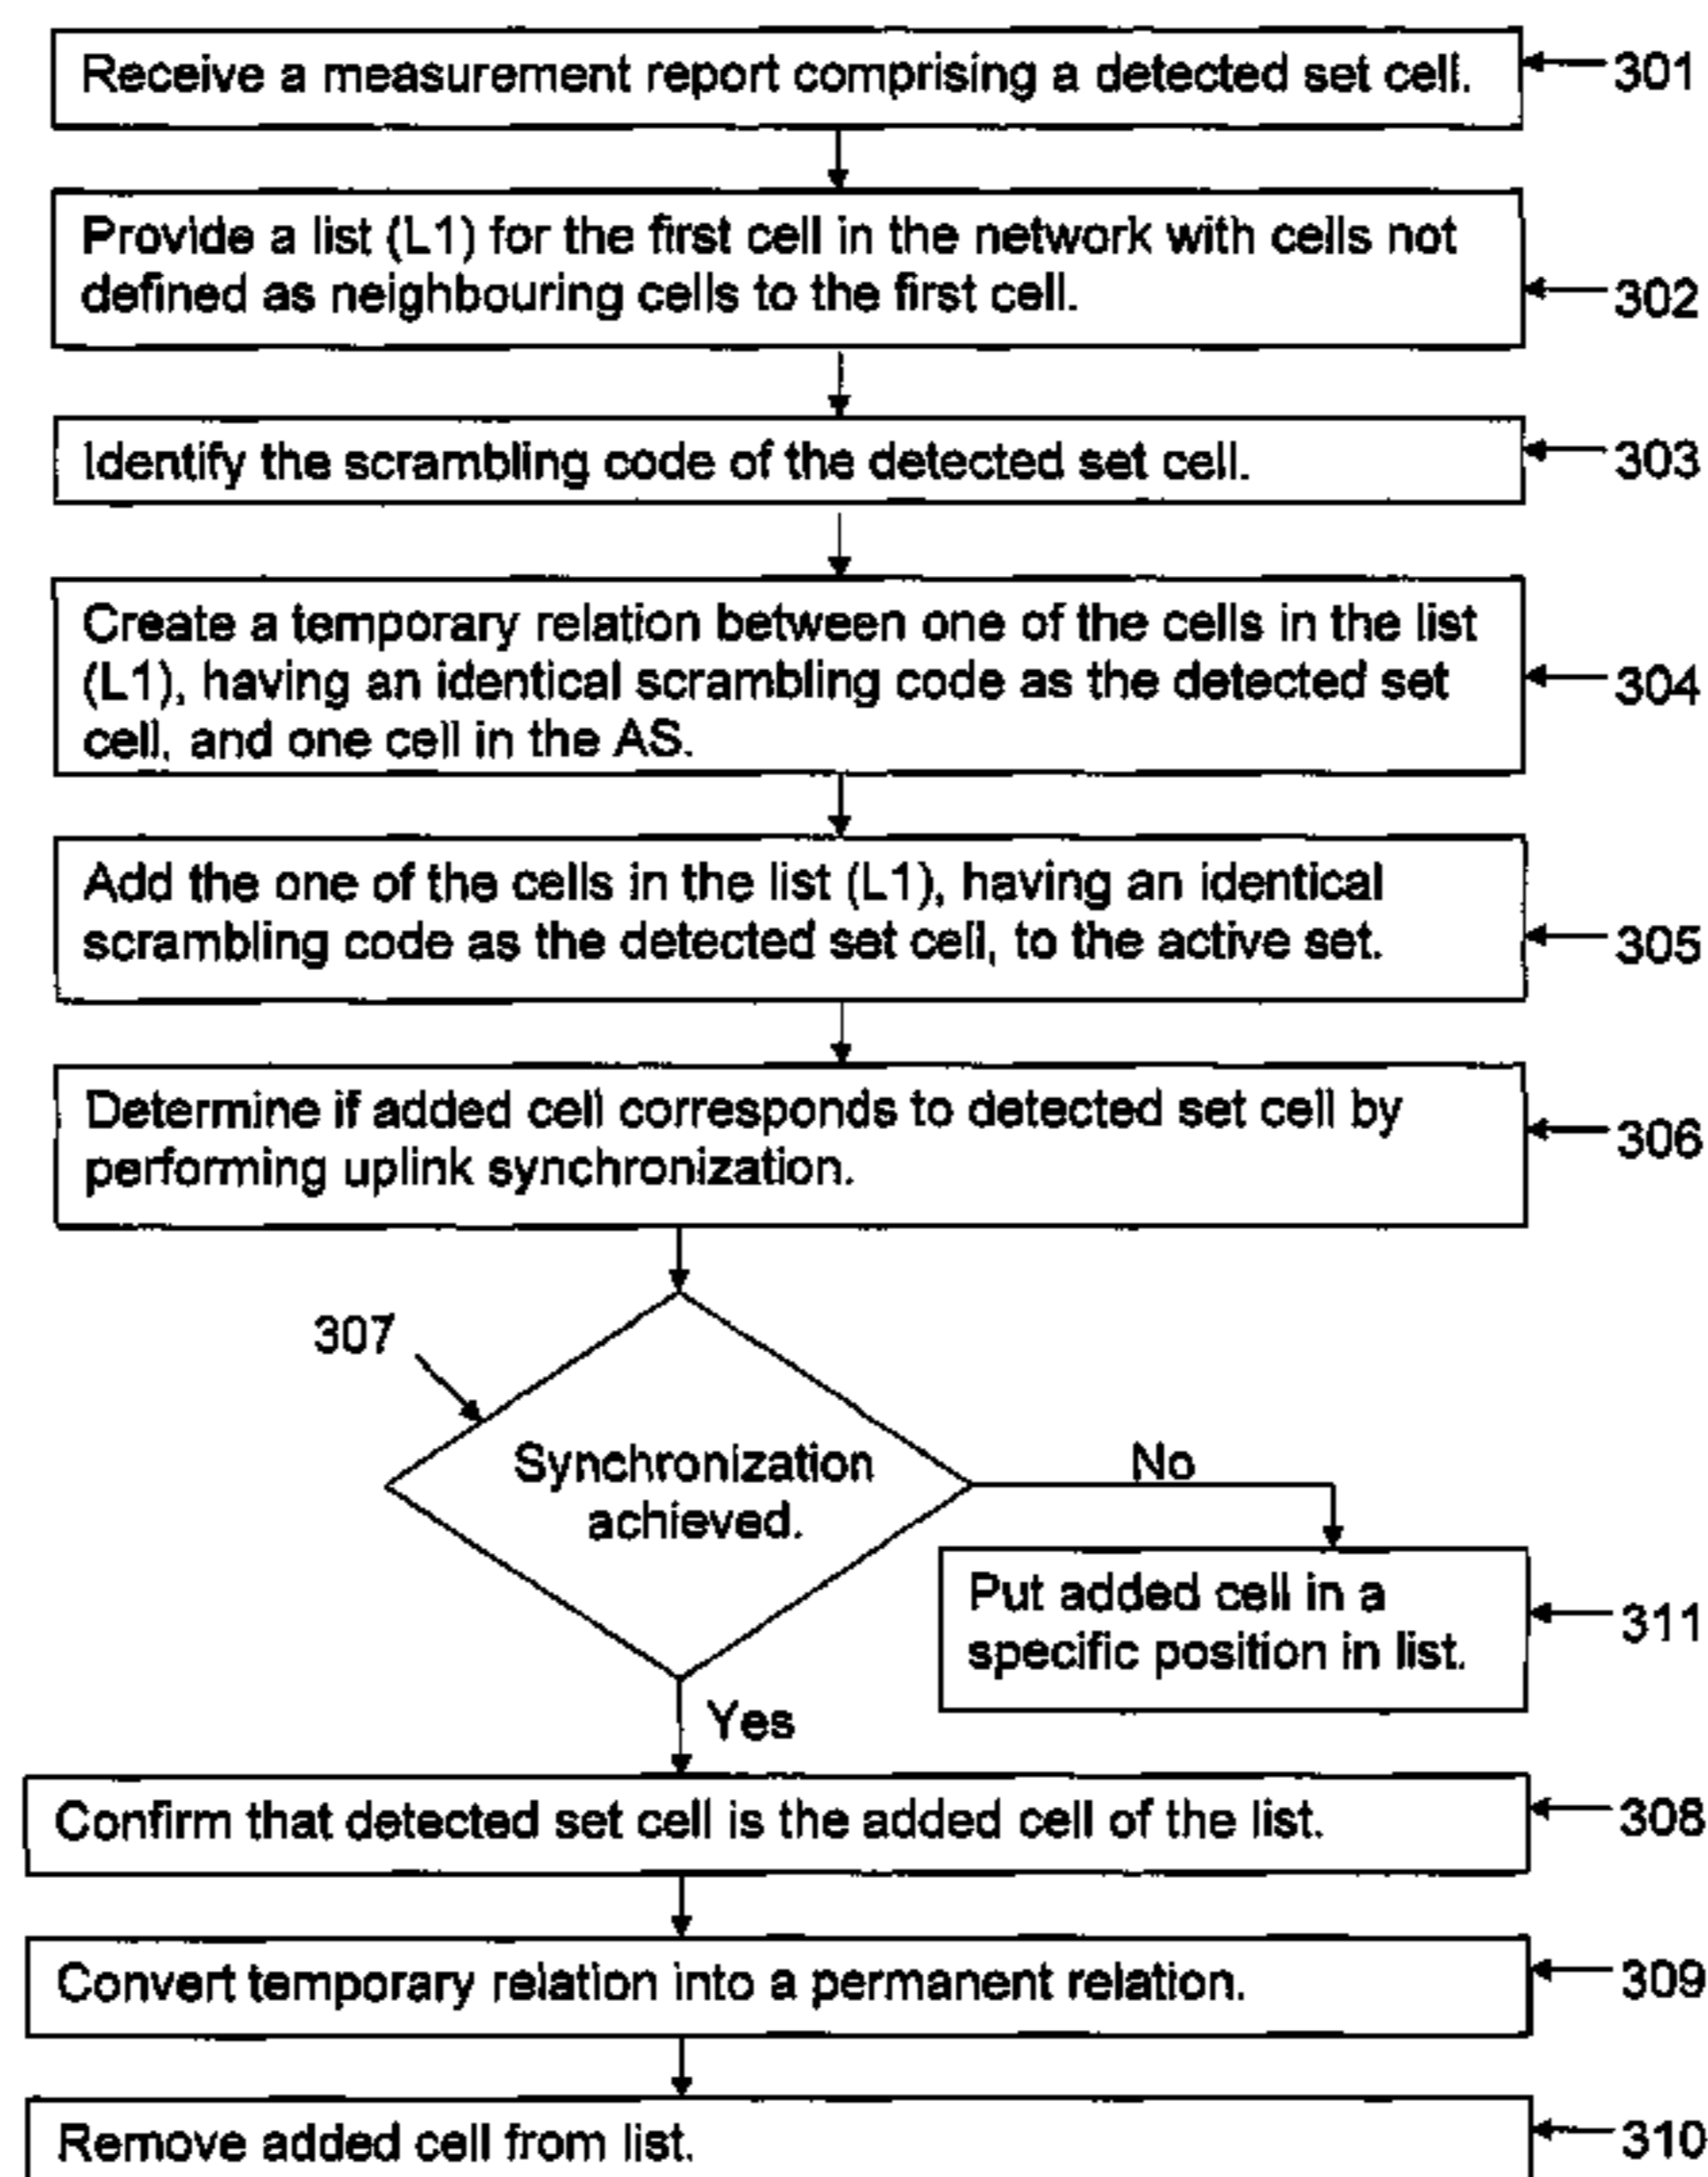 Receive a measurement report comprising a detected set cell.
301
Provide a list (L1) for the first cell in the network with cells not
defined as neighbouring cells to the first cell.
302
Identify the scrambling code of the detected set cell.
303
Create a temporary relation between one of the cells in the list
(L1), having an identical scrambling code as the detected set
cell, and one cell in the AS.
304
Add the one of the cells in the list (L1), having an identical
scrambling code as the detected set cell, to the active set.
305
Determine if added cell corresponds to detected set cell by
performing uplink synchronization.
306
307
Synchronization
achieved.
No
Put added cell in a
specific position in list.
311
Yes
Confirm that detected set cell is the added cell of the list.
308
Convert temporary relation into a permanent relation.
309
Remove added cell from list.
310